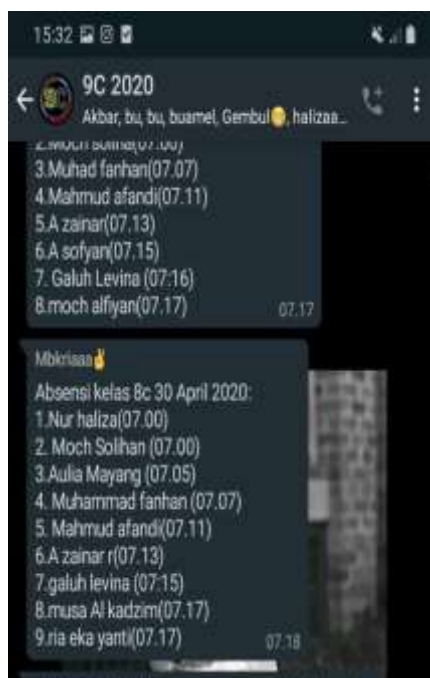 15:32
9C 2020
Akbar, bu, bu, buamel, Gembul😊, halizaa...
2.Moch Solihal(07.00)
3.Muhad fanhan(07.07)
4.Mahmud afandi(07.11)
5.A zainar(07.13)
6.A sofyan(07.15)
7. Galuh Levina (07:16)
8.moch alfiyan(07.17)
07.17
Mbkriaaa✌
Absensi kelas 8c 30 April 2020:
1.Nur haliza(07.00)
2. Moch Solihan (07.00)
3.Aulia Mayang (07.05)
4. Muhammad fanhan (07.07)
5. Mahmud afandi(07.11)
6.A zainar r(07.13)
7.galuh levina (07:15)
8.musa Al kadzim(07.17)
9.ria eka yanti(07.17)
07.18